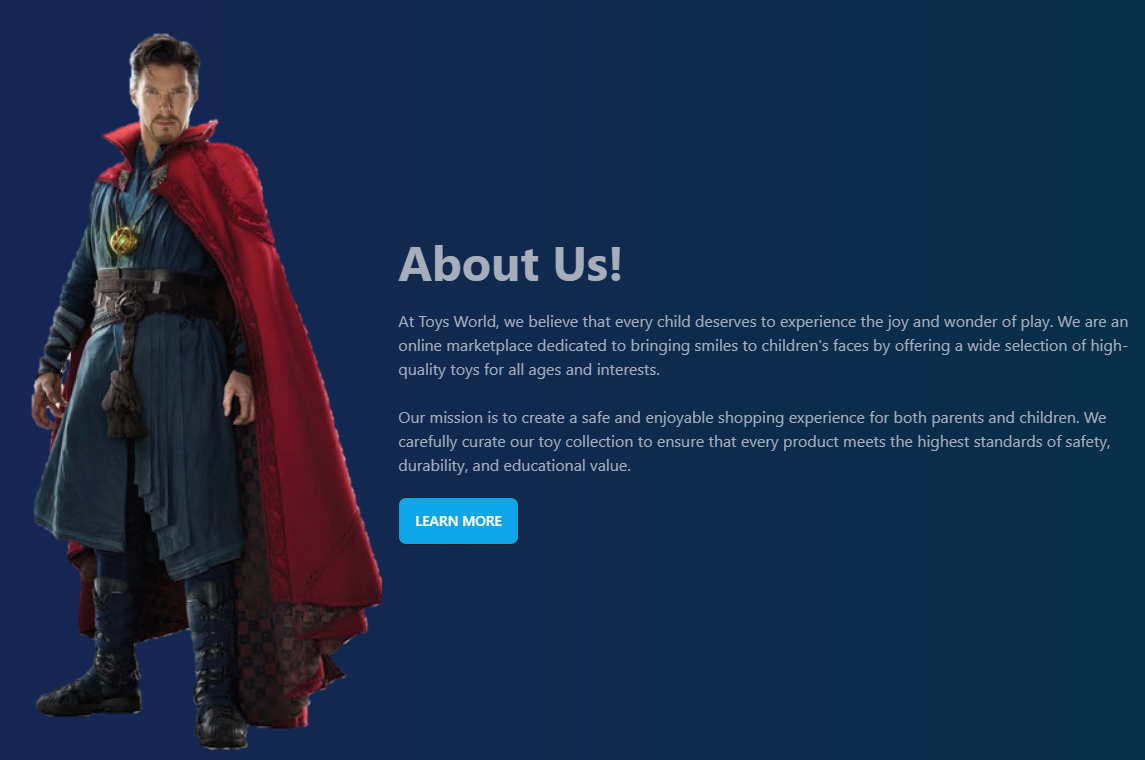 About Us!
At Toys World, we believe that every child deserves to experience the joy and wonder of play. We are an
online marketplace dedicated to bringing smiles to children's faces by offering a wide selection of high-
quality toys for all ages and interests.
Our mission is to create a safe and enjoyable shopping experience for both parents and children. We
carefully curate our toy collection to ensure that every product meets the highest standards of safety,
durability, and educational value.
LEARN MORE